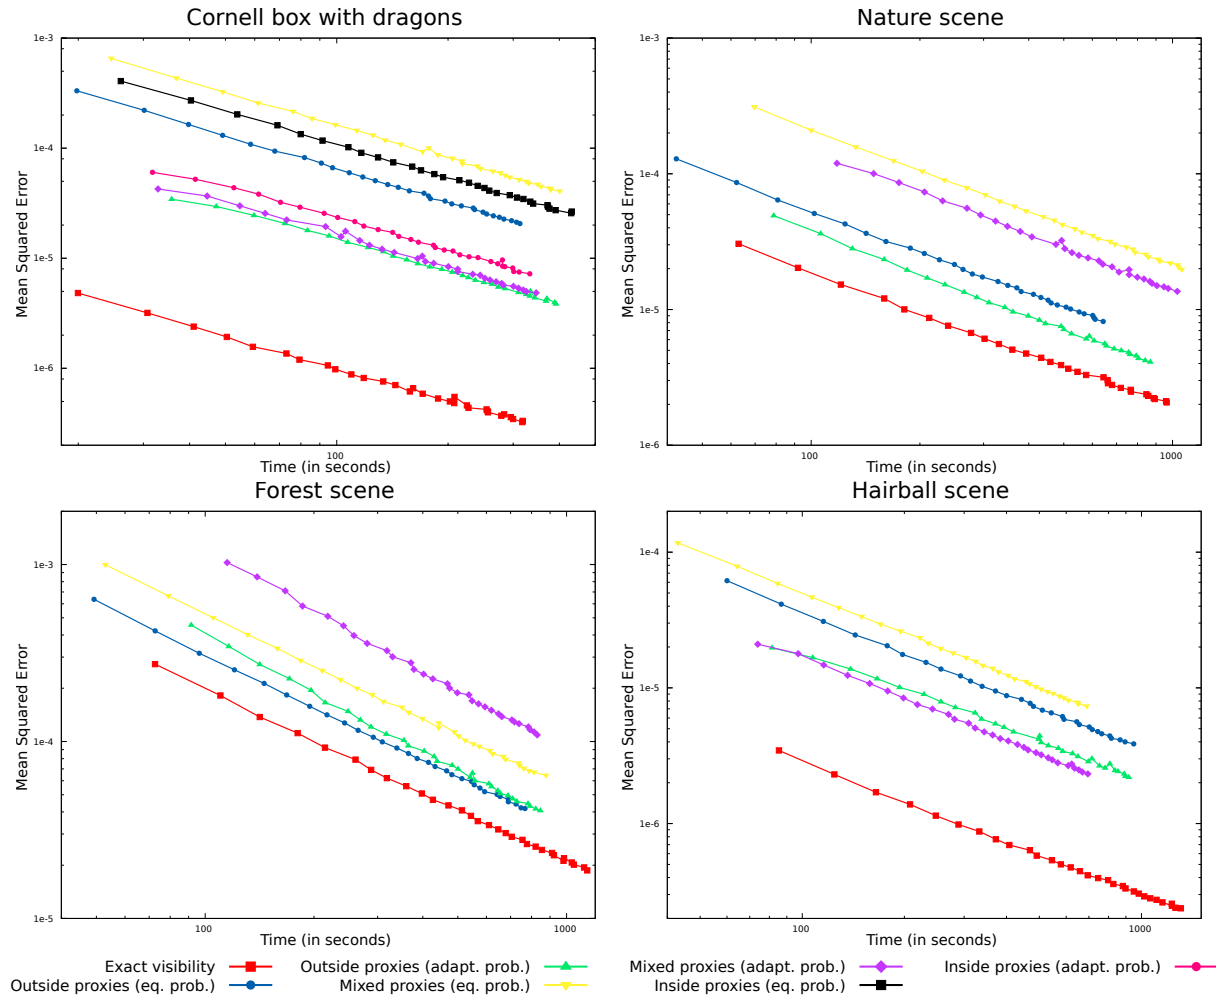 Cornell box with dragons
1e-3
1e-4
1e-5
1e-6
Mean Squared Error
100
Time (in seconds)
Nature scene
1e-3
1e-4
1e-5
1e-6
Mean Squared Error
100
1000
Time (in seconds)
Forest scene
1e-3
1e-4
1e-5
Mean Squared Error
100
1000
Time (in seconds)
Hairball scene
1e-4
1e-5
1e-6
Mean Squared Error
100
1000
Time (in seconds)
Exact visibility
Outside proxies (adapt. prob.)
Mixed proxies (adapt. prob.)
Inside proxies (adapt. prob.)
Outside proxies (eq. prob.)
Mixed proxies (eq. prob.)
Inside proxies (eq. prob.)